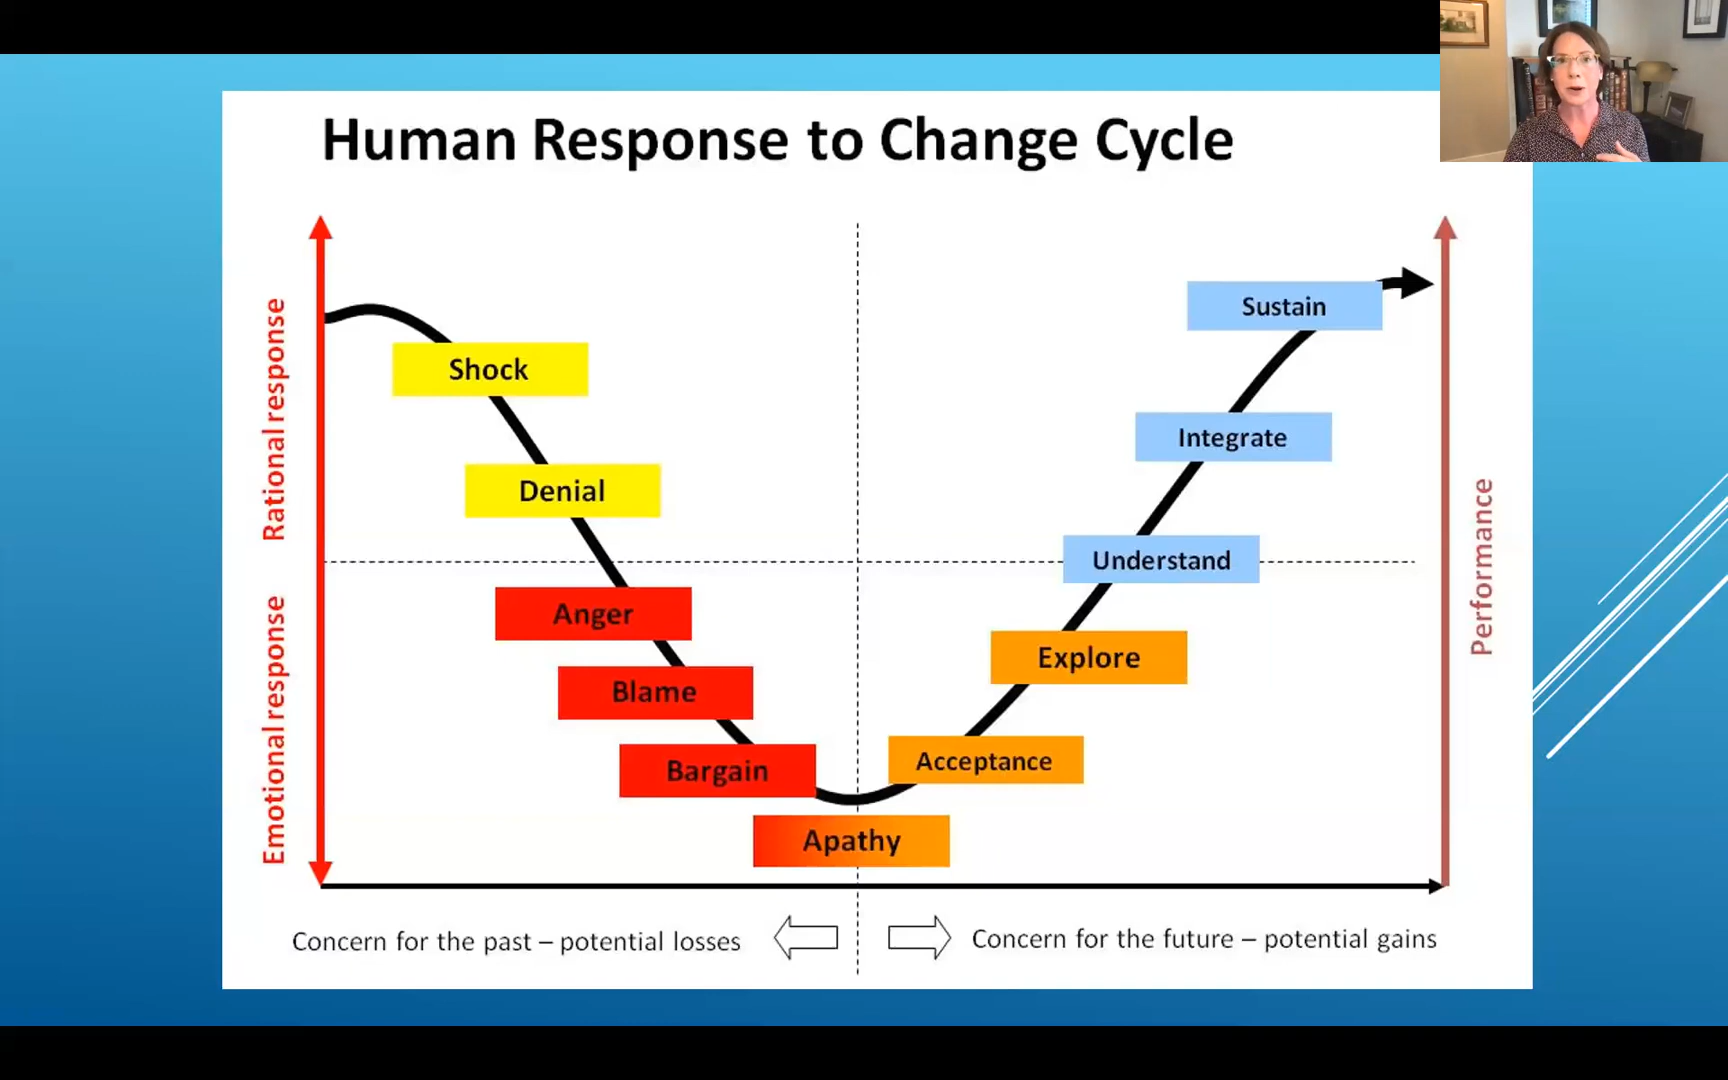 Human Response to Change Cycle
Rational response
Emotional response
Shock
Denial
Anger
Blame
Bargain
Apathy
Acceptance
Explore
Understand
Integrate
Sustain
Performance
Concern for the past – potential losses
Concern for the future – potential gains